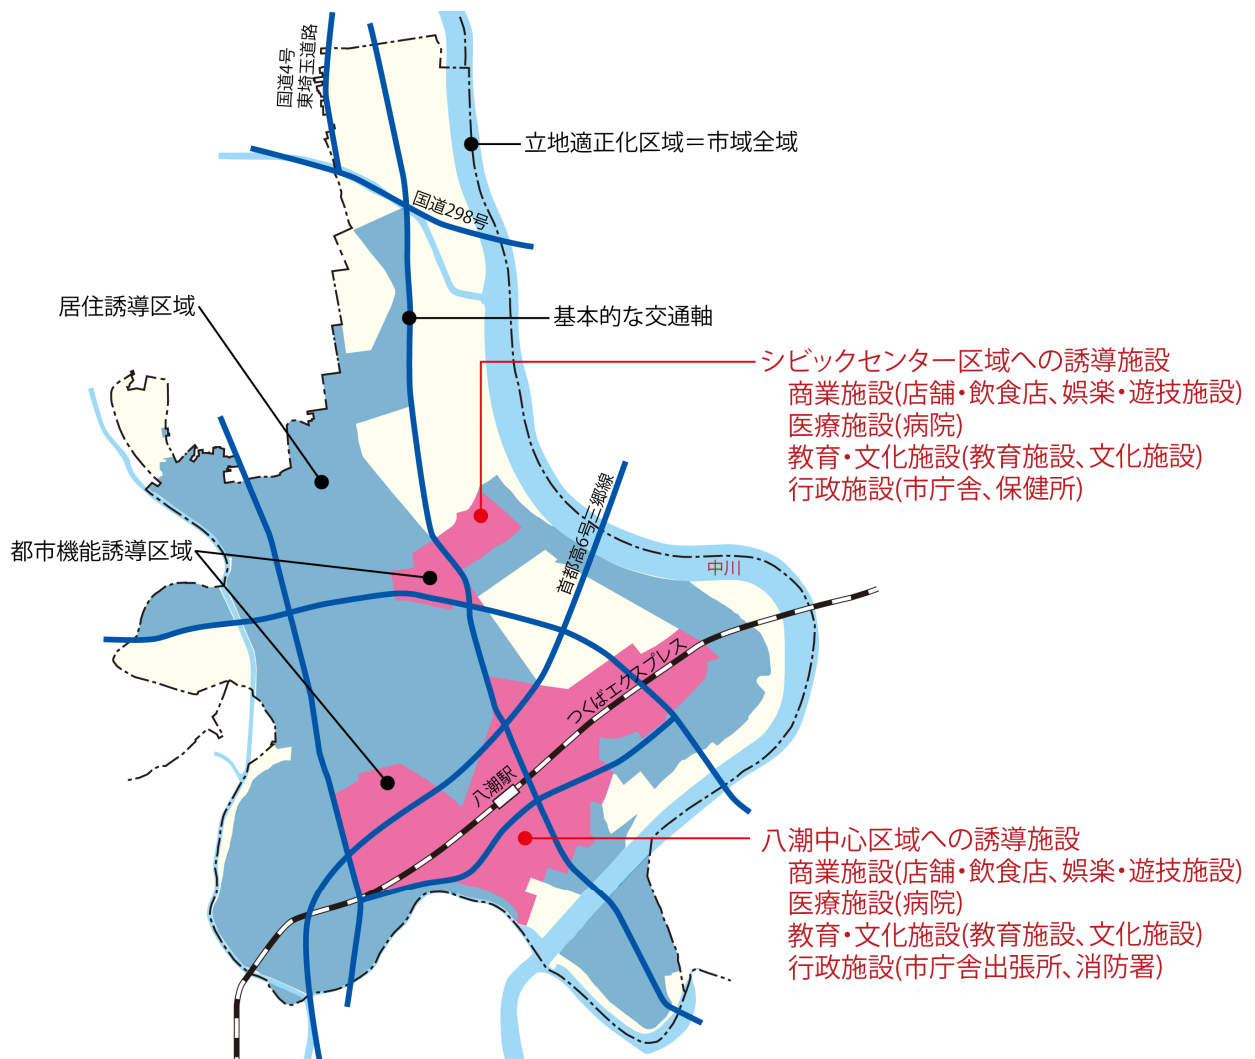 国道4号
東埼玉道路
立地適正化区域＝市域全域
国道298号
居住誘導区域
基本的な交通軸
シビックセンター区域への誘導施設
商業施設(店舗・飲食店、娯楽・遊技施設)
医療施設(病院)
教育・文化施設(教育施設、文化施設)
行政施設(市庁舎、保健所)
首都高6号三郷線
都市機能誘導区域
中川
つくばエクスプレス
八潮駅
八潮中心区域への誘導施設
商業施設(店舗・飲食店、娯楽・遊技施設)
医療施設(病院)
教育・文化施設(教育施設、文化施設)
行政施設(市庁舎出張所、消防署)